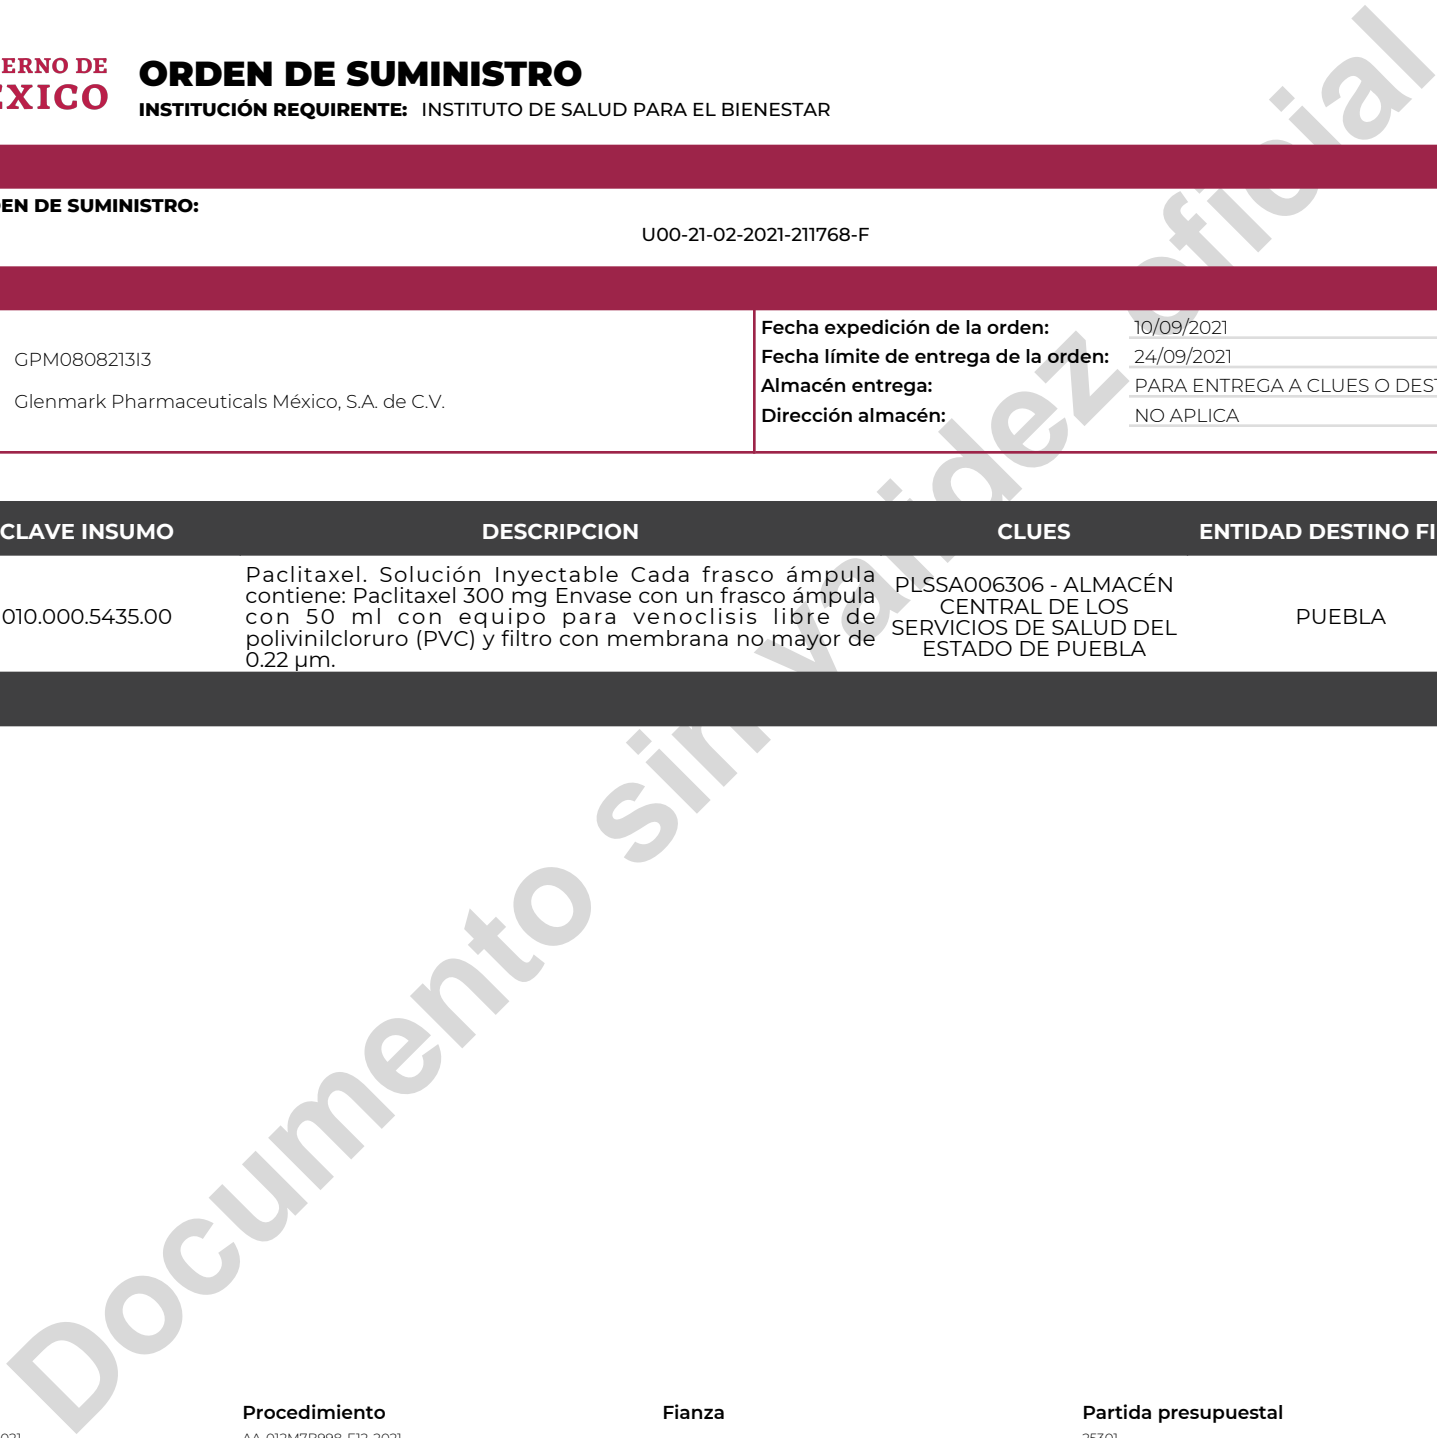 ERNO DE
ÉXICO
ORDEN DE SUMINISTRO
INSTITUCIÓN REQUIRENTE: INSTITUTO DE SALUD PARA EL BIENESTAR
EN DE SUMINISTRO:
U00-21-02-2021-211768-F
GPM0808213I3
Glenmark Pharmaceuticals México, S.A. de C.V.
Fecha expedición de la orden: 10/09/2021
Fecha límite de entrega de la orden: 24/09/2021
Almacén entrega: PARA ENTREGA A CLUES O DEST
Dirección almacén: NO APLICA
CLAVE INSUMO DESCRIPCION CLUES ENTIDAD DESTINO FI
010.000.5435.00
Paclitaxel. Solución Inyectable Cada frasco ámpula
contiene: Paclitaxel 300 mg Envase con un frasco ámpula
con 50 ml con equipo para venoclisis libre de
polivinilcloruro (PVC) y filtro con membrana no mayor de
0.22 µm.
PLSSA006306 - ALMACÉN
CENTRAL DE LOS
SERVICIOS DE SALUD DEL
ESTADO DE PUEBLA
PUEBLA
Documento sin validez oficial
Procedimiento Fianza Partida presupuestal